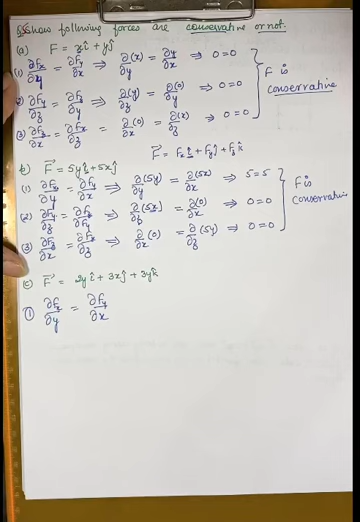 Show following forces are conservative or not.
(a) F = xî + yĵ
(1) ∂Fx/∂y = ∂Fy/∂x ⇒ ∂(x)/∂y = ∂y/∂x ⇒ 0=0
(2) ∂Fy/∂z = ∂Fz/∂y ⇒ ∂(y)/∂z = ∂(0)/∂y ⇒ 0=0
F is conservative
(3) ∂Fz/∂x = ∂Fx/∂z = ∂(0)/∂x = ∂(x)/∂z ⇒ 0=0
F⃗ = Fxî + Fyĵ + Fzk̂
b) F⃗ = 5yî + 5xĵ
(1) ∂Fx/∂y = ∂Fy/∂x ⇒ ∂(5y)/∂y = ∂(5x)/∂x ⇒ 5=5
(2) ∂Fy/∂z = ∂Fz/∂y ⇒ ∂(5x) = ∂(0)/∂x ⇒ 0=0
F is conservative
(3) ∂Fz/∂x = ∂Fx/∂z ⇒ ∂/∂x (0) = ∂/∂z (5y) ⇒ 0=0
(c) F⃗ = 2yî + 3xĵ + 3yk̂
(1) ∂Fx/∂y = ∂Fy/∂x